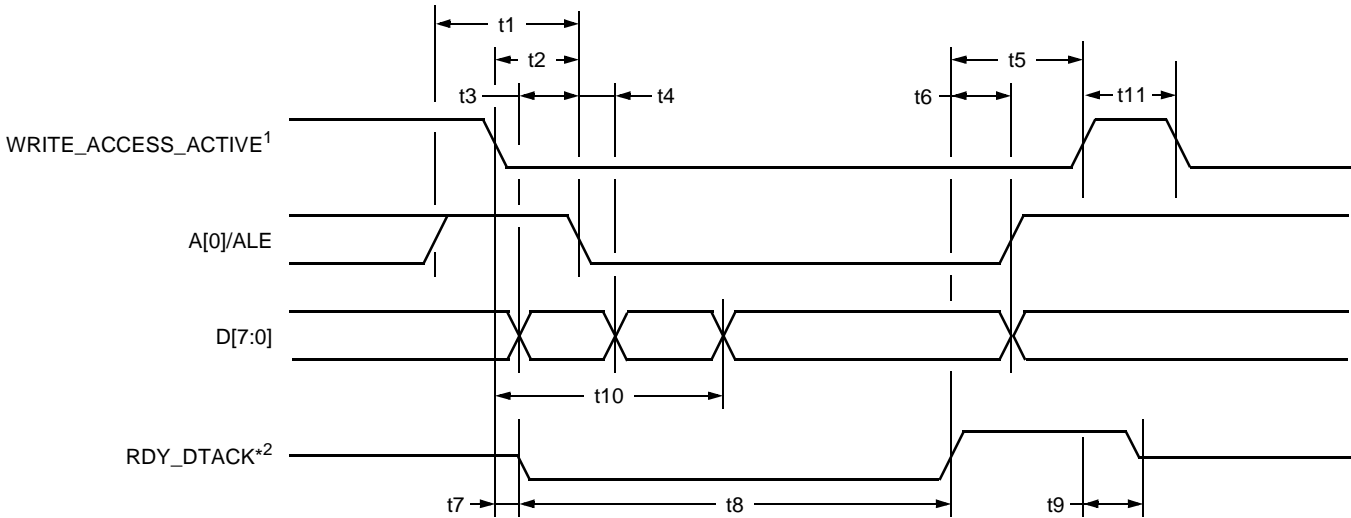 t1
t2 t5
t3 t4 t6 t11
WRITE_ACCESS_ACTIVE1
A[0]/ALE
D[7:0]
t10
RDY_DTACK*2
t7 t8 t9